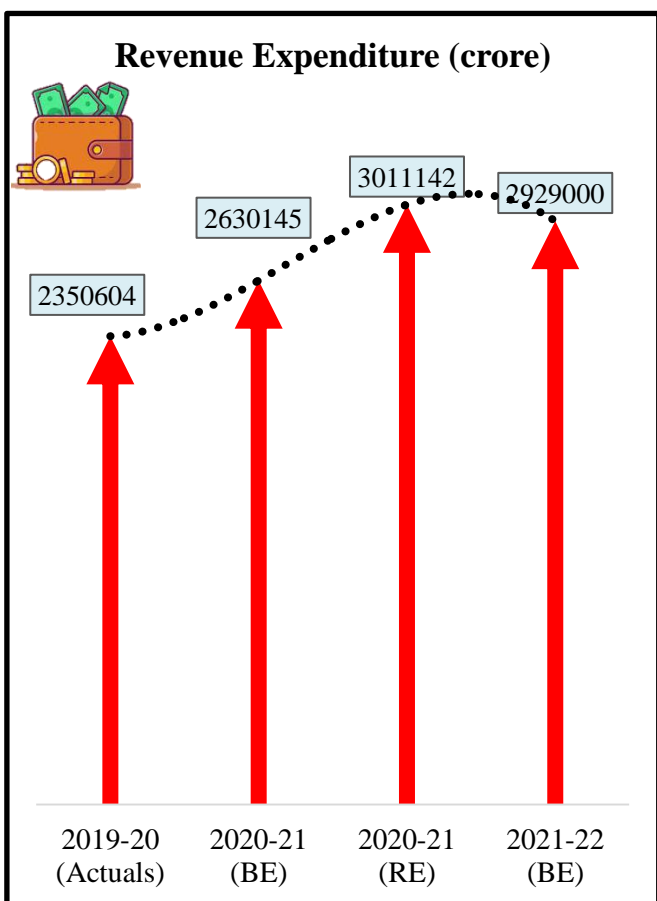 Revenue Expenditure (crore)
3011142
2929000
2630145
2350604
2019-20 2020-21 2020-21 2021-22
(Actuals) (BE) (RE) (BE)